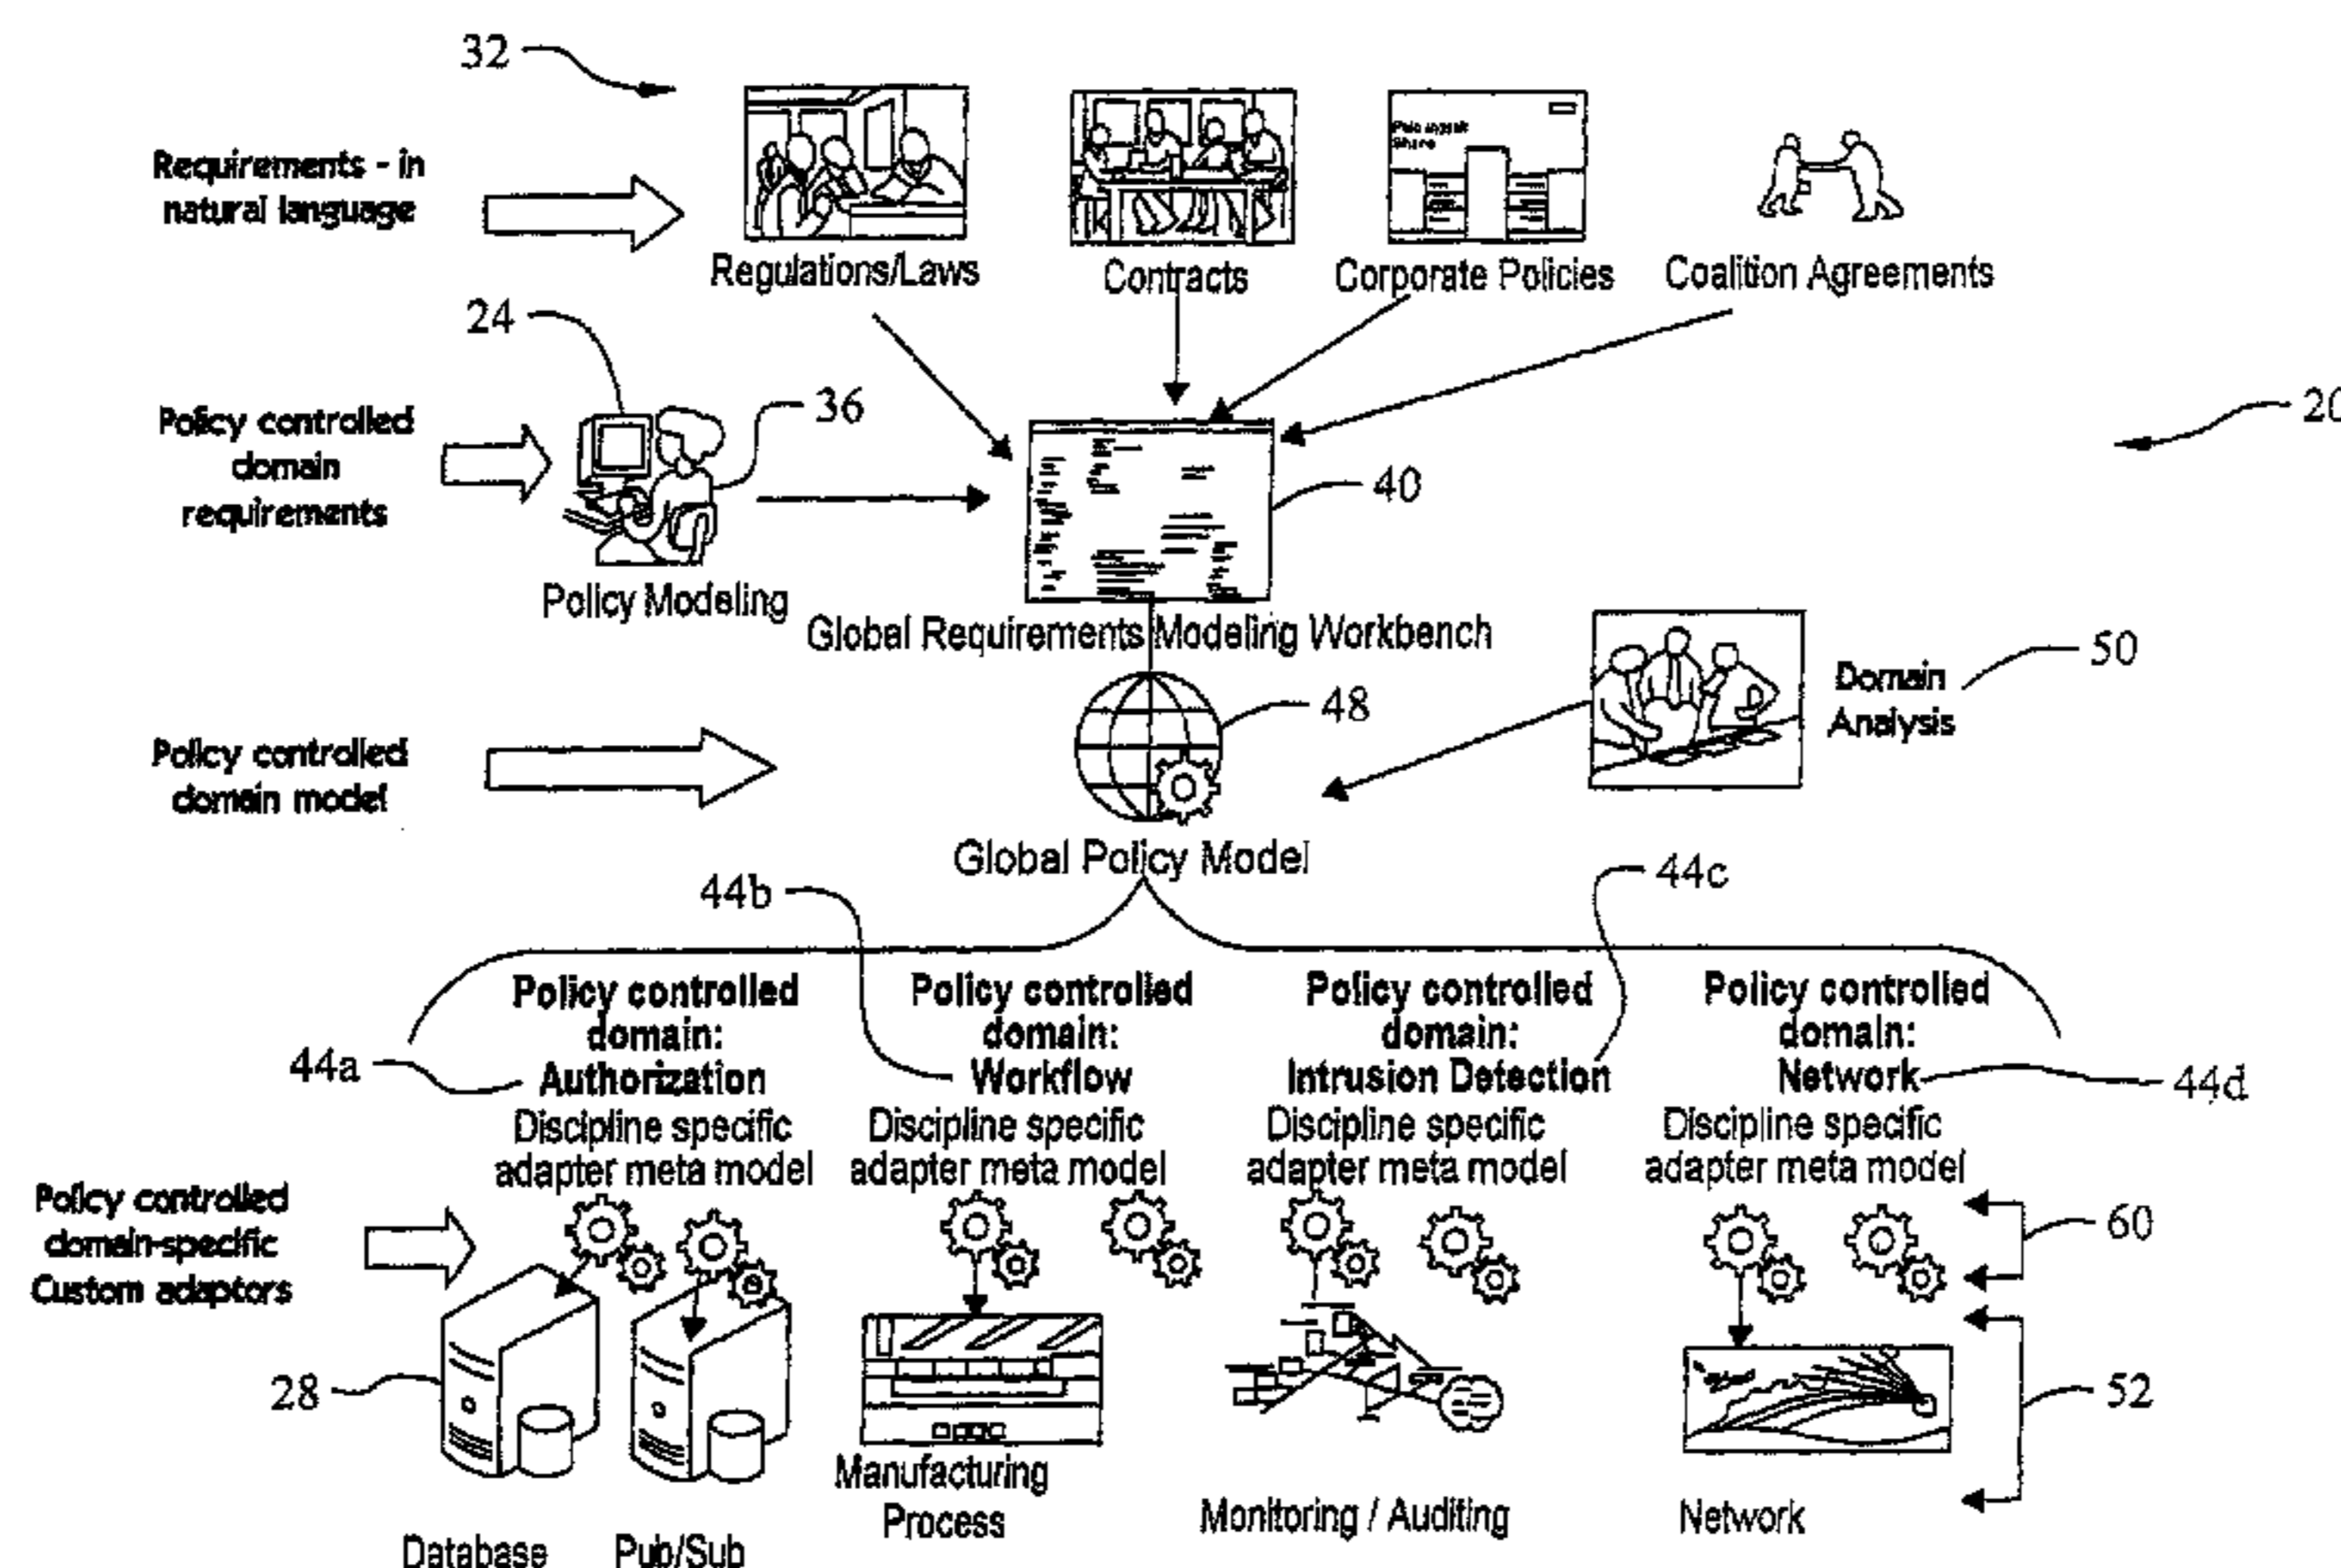 32
Requirements - in
natural language
Regulations/Laws
Contracts
Corporate Policies
Coalition Agreements
24
36
20
Policy controlled
domain
requirements
40
Policy Modeling
Global Requirements Modeling Workbench
50
Domain
Analysis
48
Policy controlled
domain model
Global Policy Model
44b
44c
Policy controlled
domain:
Authorization
Discipline specific
adapter meta model
Policy controlled
domain:
Workflow
Discipline specific
adapter meta model
Policy controlled
domain:
Intrusion Detection
Discipline specific
adapter meta model
Policy controlled
domain:
Network
Discipline specific
adapter meta model
44a
44d
Policy controlled
domain-specific
Custom adaptors
60
28
52
Manufacturing
Process
Monitoring / Auditing
Network
Database
Pub/Sub